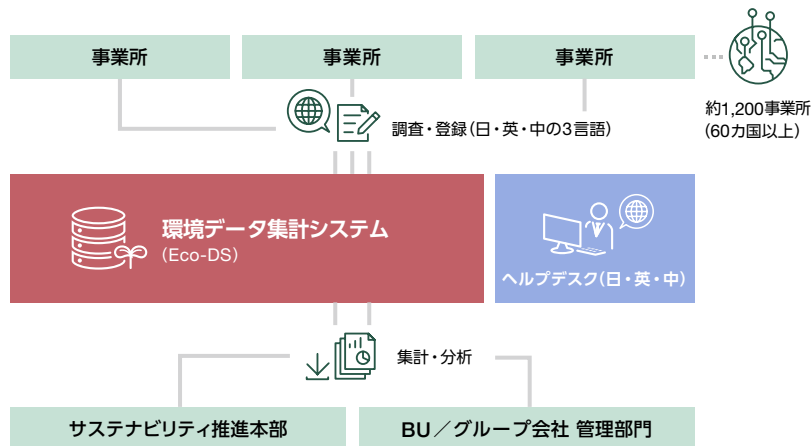 事業所
事業所
事業所
約1,200事業所
(60カ国以上)
調査・登録(日・英・中の3言語)
環境データ集計システム
(Eco-DS)
ヘルプデスク(日・英・中)
集計・分析
サステナビリティ推進本部
BU／グループ会社 管理部門